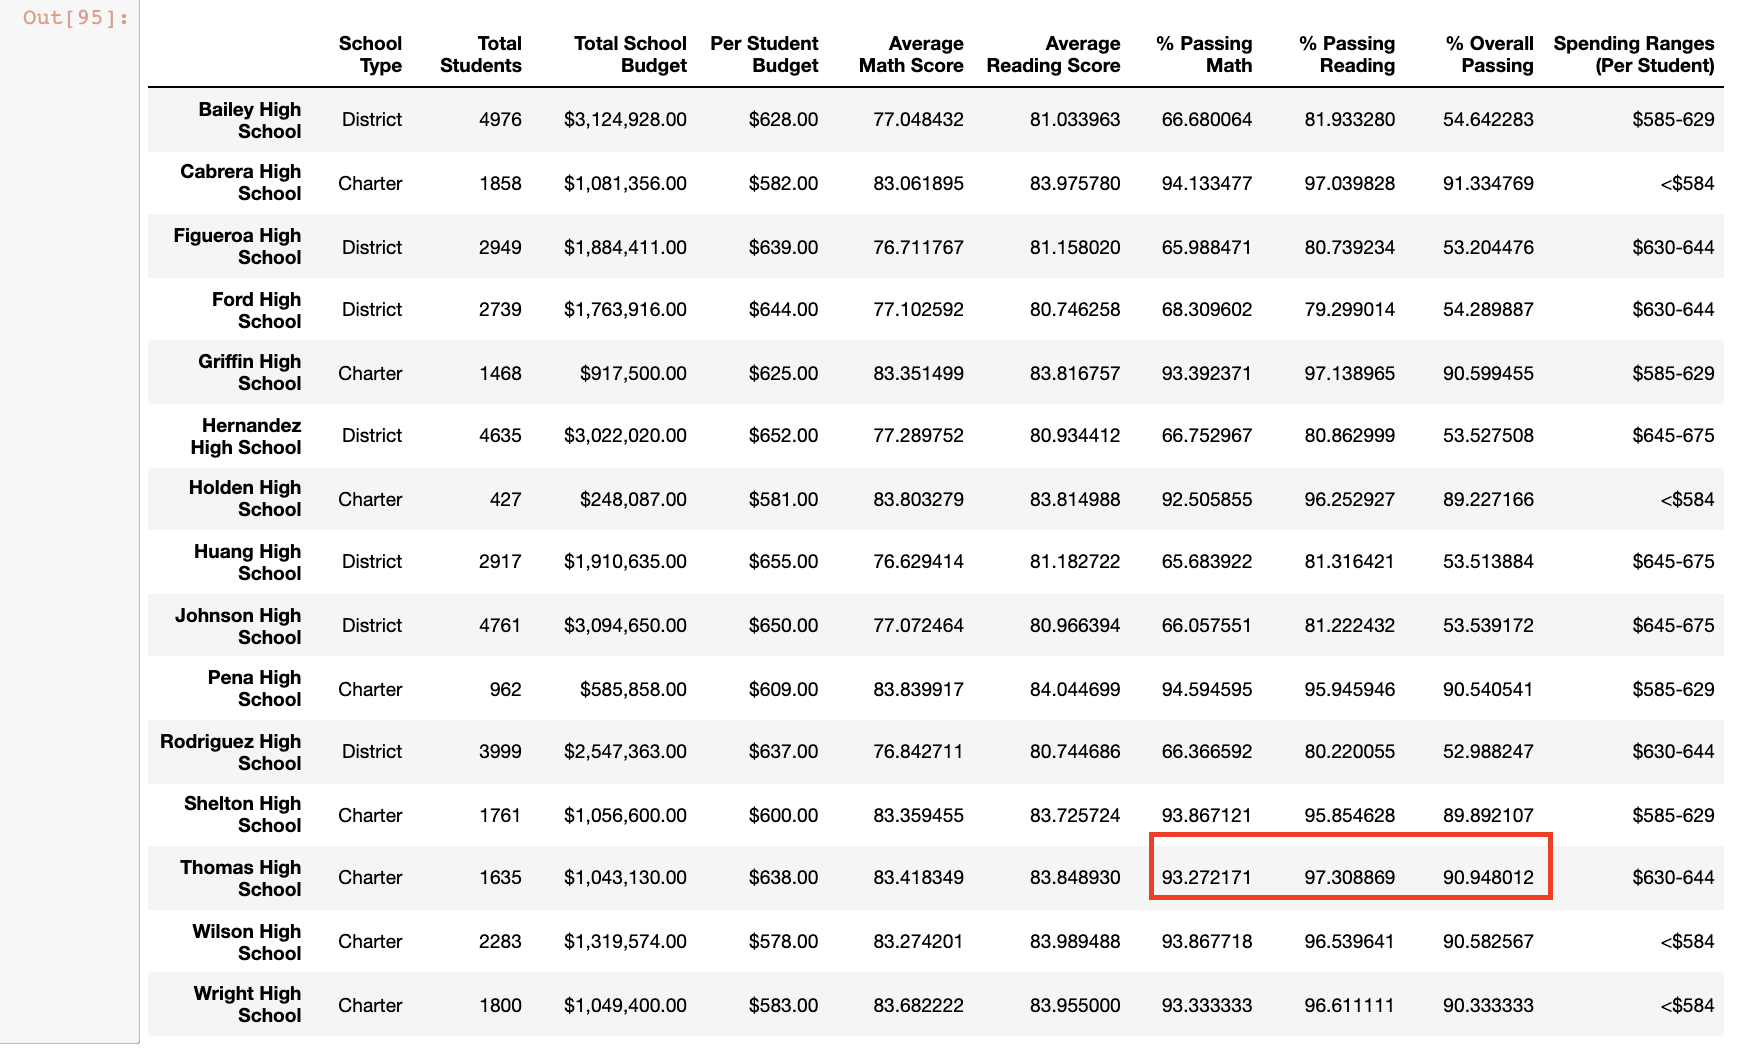 Out[95]:
School Type Total Students Total School Budget Per Student Budget Average Math Score Average Reading Score % Passing Math % Passing Reading % Overall Passing Spending Ranges (Per Student)
Bailey High School District 4976 $3,124,928.00 $628.00 77.048432 81.033963 66.680064 81.933280 54.642283 $585-629
Cabrera High School Charter 1858 $1,081,356.00 $582.00 83.061895 83.975780 94.133477 97.039828 91.334769 <$584
Figueroa High School District 2949 $1,884,411.00 $639.00 76.711767 81.158020 65.988471 80.739234 53.204476 $630-644
Ford High School District 2739 $1,763,916.00 $644.00 77.102592 80.746258 68.309602 79.299014 54.289887 $630-644
Griffin High School Charter 1468 $917,500.00 $625.00 83.351499 83.816757 93.392371 97.138965 90.599455 $585-629
Hernandez High School District 4635 $3,022,020.00 $652.00 77.289752 80.934412 66.752967 80.862999 53.527508 $645-675
Holden High School Charter 427 $248,087.00 $581.00 83.803279 83.814988 92.505855 96.252927 89.227166 <$584
Huang High School District 2917 $1,910,635.00 $655.00 76.629414 81.182722 65.683922 81.316421 53.513884 $645-675
Johnson High School District 4761 $3,094,650.00 $650.00 77.072464 80.966394 66.057551 81.222432 53.539172 $645-675
Pena High School Charter 962 $585,858.00 $609.00 83.839917 84.044699 94.594595 95.945946 90.540541 $585-629
Rodriguez High School District 3999 $2,547,363.00 $637.00 76.842711 80.744686 66.366592 80.220055 52.988247 $630-644
Shelton High School Charter 1761 $1,056,600.00 $600.00 83.359455 83.725724 93.867121 95.854628 89.892107 $585-629
Thomas High School Charter 1635 $1,043,130.00 $638.00 83.418349 83.848930 93.272171 97.308869 90.948012 $630-644
Wilson High School Charter 2283 $1,319,574.00 $578.00 83.274201 83.989488 93.867718 96.539641 90.582567 <$584
Wright High School Charter 1800 $1,049,400.00 $583.00 83.682222 83.955000 93.333333 96.611111 90.333333 <$584